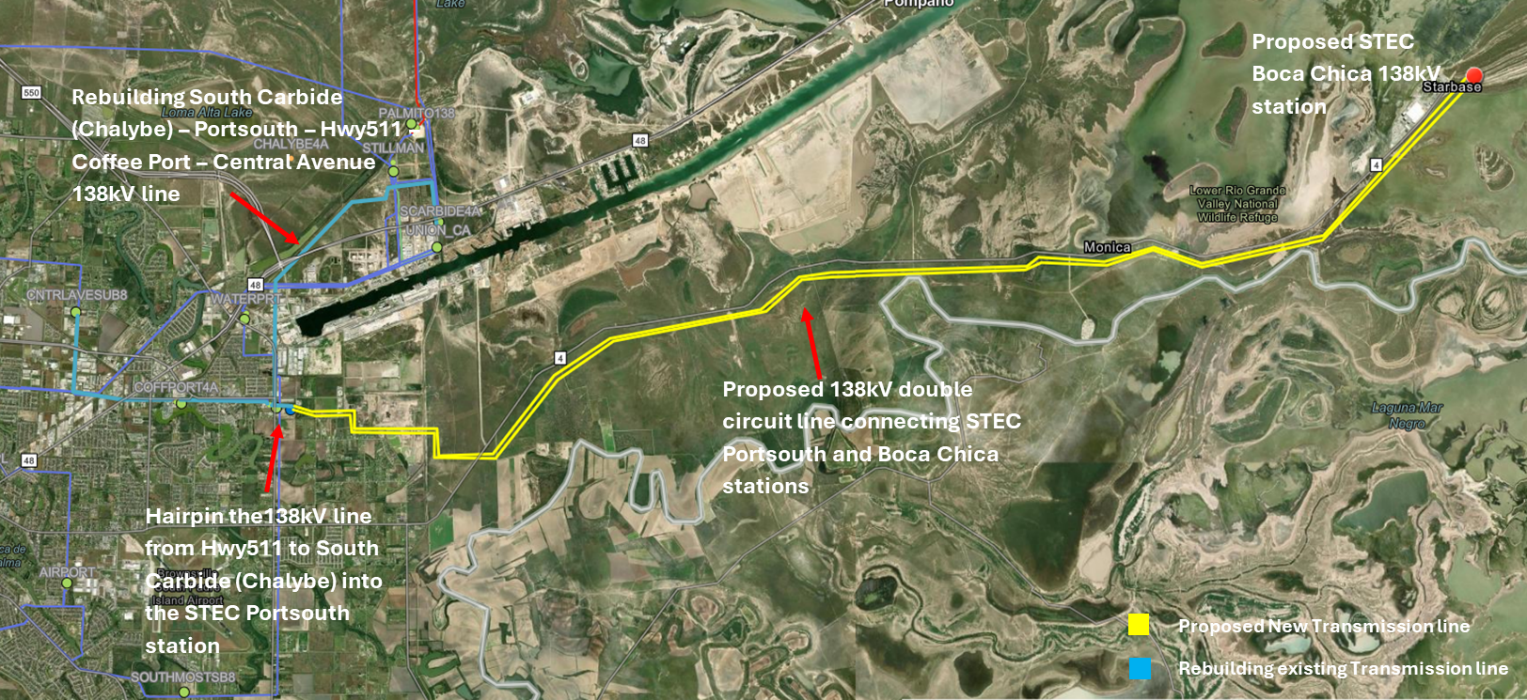 Lake
Pompano
Proposed STEC
Boca Chica 138kV
station
Starbase
550
Rebuilding South Carbide
(Chalybe) – Portsouth – Hwy511
Coffee Port – Central Avenue
138kV line
Loma Alta Lake
PALMITO138
CHALYBE4A
STILLMAN
48
4
Lower Rio Grande
Valley National
Wildlife Refuge
SCARBIDE4A
UNION_CA
Monica
48
CNTRLAVESUB8
WATERPRT
4
COFFPORT4A
Proposed 138kV double
circuit line connecting STEC
Portsouth and Boca Chica
stations
Laguna Mar
Negro
48
Hairpin the138kV line
from Hwy511 to South
Carbide (Chalybe) into
the STEC Portsouth
station
AIRPORT
Island Airport
SOUTHMOSTSB8
Proposed New Transmission line
Rebuilding existing Transmission line